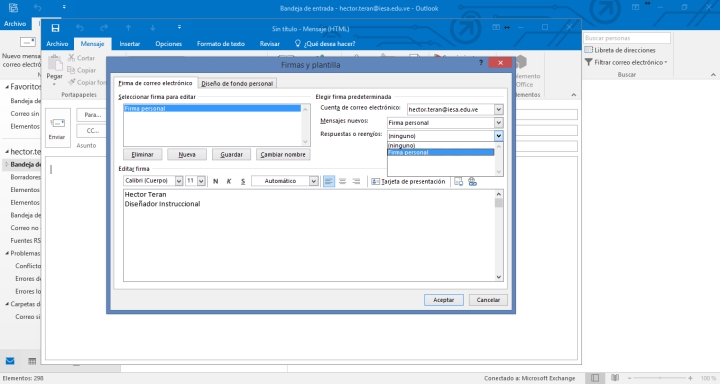 Bandeja de entrada - hector.teran@iesa.edu.ve - Outlook
Archivo
Nuevo mensa
correo electró
Favoritos
Bandeja de
Correo sin
Elementos
hector.te
Bandeja de
Borradores
Elementos
Elementos
Bandeja de
Correo no
Fuentes RS
Problemas
Conflicto
Errores d
Errores lo
Carpetas d
Correo si
Sin título - Mensaje (HTML)
Archivo
Mensaje
Insertar
Opciones
Formato de texto
Revisar
¿Qué desea hacer?
Pegar
Cortar
Copiar
Copiar for
Portapapeles
Enviar
Para...
CC...
Asunto
Firmas y plantilla
?
Firma de correo electrónico
Diseño de fondo personal
Seleccionar firma para editar
Firma personal
Eliminar
Nueva
Guardar
Cambiar nombre
Elegir firma predeterminada
Cuenta de correo electrónico:
hector.teran@iesa.edu.ve
Mensajes nuevos:
Firma personal
Respuestas o reenvíos:
(ninguno)
(ninguno)
Firma personal
Editar firma
Calibri (Cuerpo)
11
N
K
S
Automático
Tarjeta de presentación
Hector Teran
Diseñador Instruccional
Aceptar
Cancelar
Buscar personas
Libreta de direcciones
Filtrar correo electrónico
Buscar
Elementos: 298
Conectado a: Microsoft Exchange
100 %